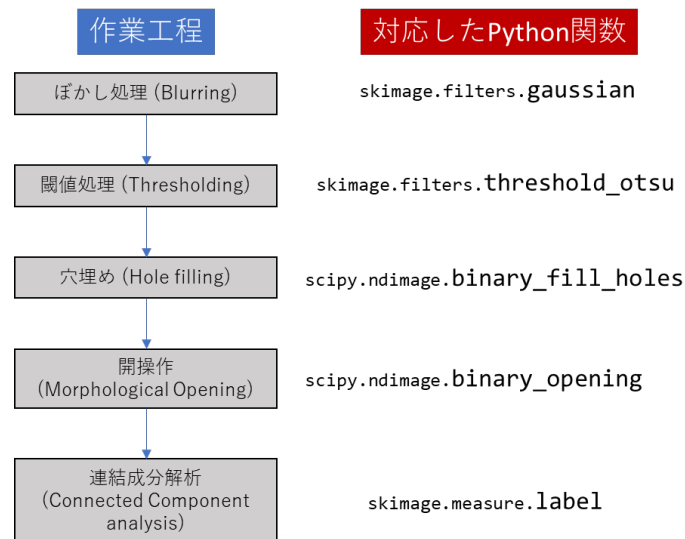 作業工程
対応したPython関数
ぼかし処理 (Blurring)
skimage.filters.gaussian
閾値処理 (Thresholding)
skimage.filters.threshold_otsu
穴埋め (Hole filling)
scipy.ndimage.binary_fill_holes
開操作
(Morphological Opening)
scipy.ndimage.binary_opening
連結成分解析
(Connected Component
analysis)
skimage.measure.label